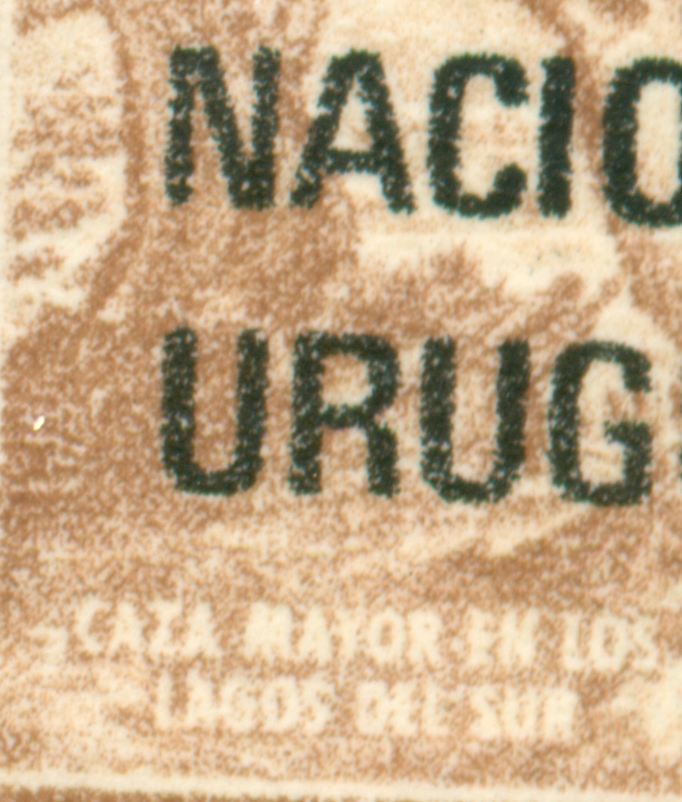 NACIO
URUG
CAZA MAYOR EN LOS
LAGOS DEL SUR